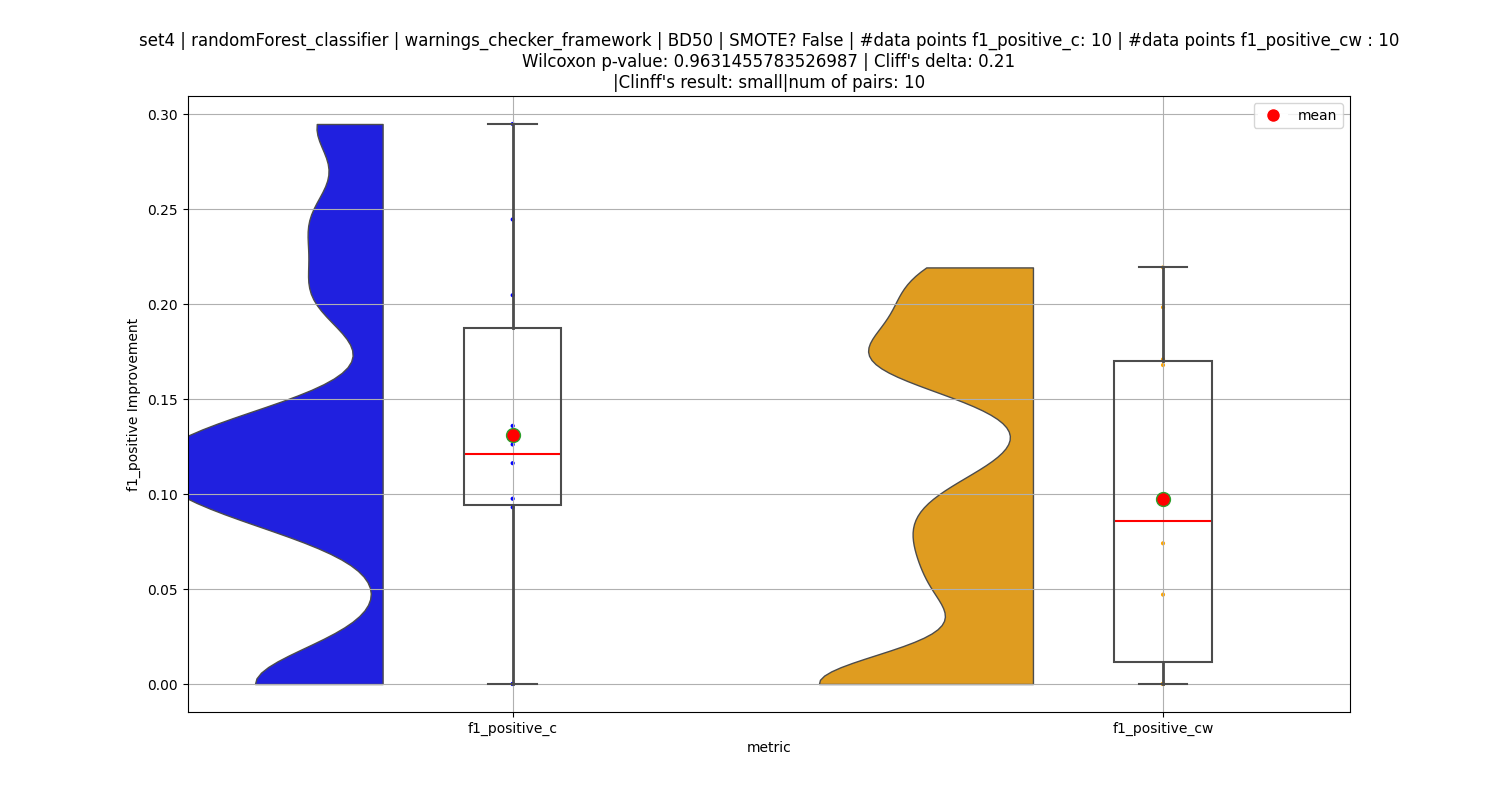 set4 | randomForest_classifier | warnings_checker_framework | BD50 | SMOTE? False | #data points f1_positive_c: 10 | #data points f1_positive_cw : 10
Wilcoxon p-value: 0.9631455783526987 | Cliff's delta: 0.21
|Clinff's result: small|num of pairs: 10
mean
0.30
0.25
0.20
0.15
0.10
0.05
0.00
f1_positive Improvement
f1_positive_c
f1_positive_cw
metric